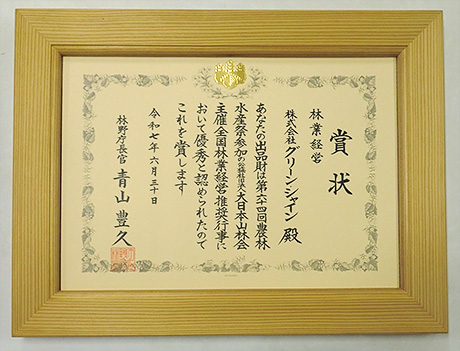 賞状
林業経営
株式会社グリーンシャイン 殿
あなたの出品財は第六十四回農林
水産祭参加の公益社団法人大日本山林会
主催全国林業経営推奨行事に
おいて優秀と認められたので
これを賞します
令和七年六月三十日
林野庁長官 青山豊久